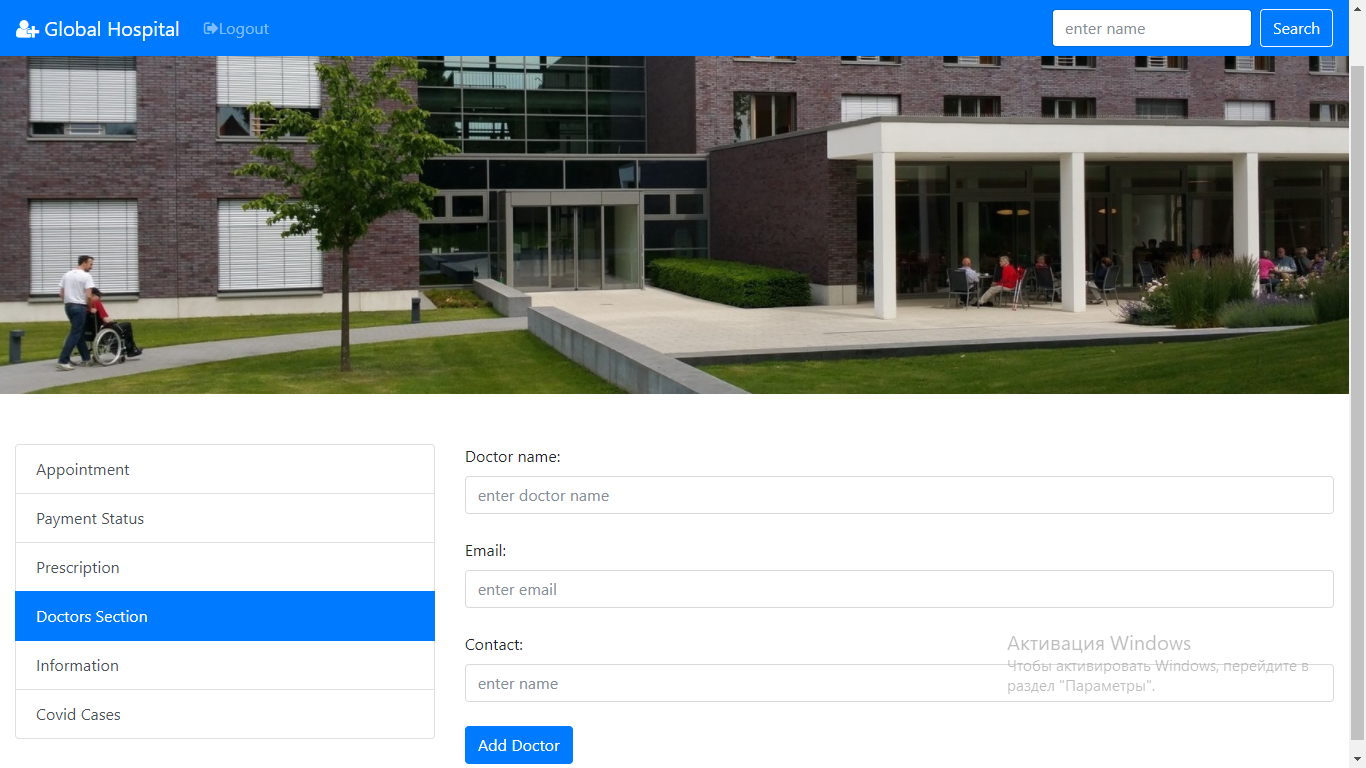 Global Hospital
Logout
enter name
Search
Appointment
Payment Status
Prescription
Doctors Section
Information
Covid Cases
Doctor name:
enter doctor name
Email:
enter email
Contact:
enter name
Add Doctor
Активация Windows
Чтобы активировать Windows, перейдите в
раздел "Параметры".